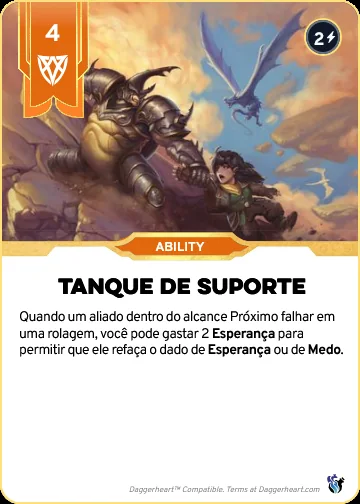 4
2
ABILITY
TANQUE DE SUPORTE
Quando um aliado dentro do alcance Próximo falhar em
uma rolagem, você pode gastar 2 Esperança para
permitir que ele refaça o dado de Esperança ou de Medo.
Daggerheart™ Compatible. Terms at Daggerheart.com